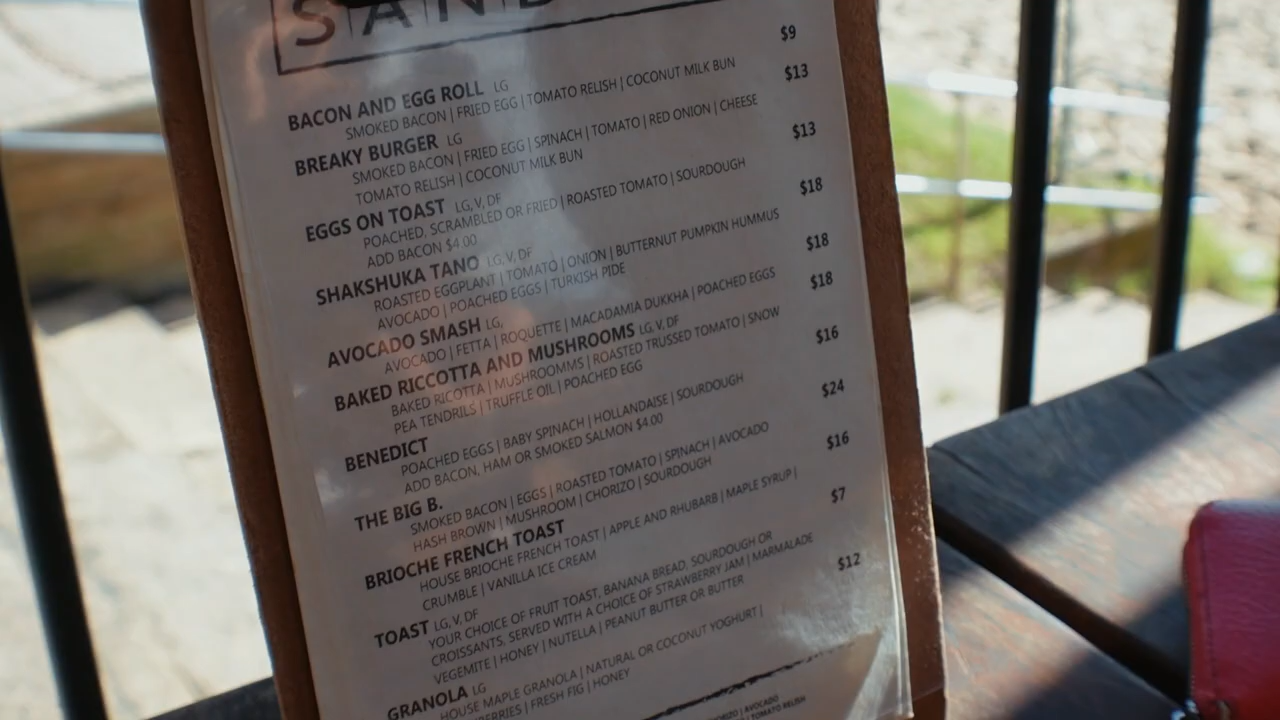 SAND
BACON AND EGG ROLL LG $9
SMOKED BACON | FRIED EGG | TOMATO RELISH | COCONUT MILK BUN
BREAKY BURGER LG $13
SMOKED BACON | FRIED EGG | SPINACH | TOMATO | RED ONION | CHEESE
TOMATO RELISH | COCONUT MILK BUN
EGGS ON TOAST LG, V, DF $13
POACHED, SCRAMBLED OR FRIED | ROASTED TOMATO | SOURDOUGH
ADD BACON $4.00
SHAKSHUKA TANO LG, V, DF $18
ROASTED EGGPLANT | TOMATO | ONION | BUTTERNUT PUMPKIN HUMMUS
AVOCADO | POACHED EGGS | TURKISH PIDE
AVOCADO SMASH LG, $18
AVOCADO | FETTA | ROQUETTE | MACADAMIA DUKKHA | POACHED EGGS
BAKED RICCOTTA AND MUSHROOMS LG, V, DF $18
BAKED RICOTTA | MUSHROOMMS | ROASTED TRUSSED TOMATO | SNOW
PEA TENDRILS | TRUFFLE OIL | POACHED EGG
BENEDICT $16
POACHED EGGS | BABY SPINACH | HOLLANDAISE | SOURDOUGH
ADD BACON, HAM OR SMOKED SALMON $4.00
THE BIG B. $24
SMOKED BACON | EGGS | ROASTED TOMATO | SPINACH | AVOCADO
HASH BROWN | MUSHROOM | CHORIZO | SOURDOUGH
BRIOCHE FRENCH TOAST $16
HOUSE BRIOCHE FRENCH TOAST | APPLE AND RHUBARB | MAPLE SYRUP |
CRUMBLE | VANILLA ICE CREAM
TOAST LG, V, DF $7
YOUR CHOICE OF FRUIT TOAST, BANANA BREAD, SOURDOUGH OR
CROISSANTS, SERVED WITH A CHOICE OF STRAWBERRY JAM | MARMALADE
VEGEMITE | HONEY | NUTELLA | PEANUT BUTTER OR BUTTER
GRANOLA LG $12
HOUSE MAPLE GRANOLA | NATURAL OR COCONUT YOGHURT |
BERRIES | FRESH FIG | HONEY
CHORIZO | AVOCADO
TOMATO RELISH